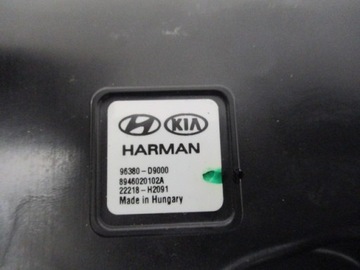 KIA
HARMAN
96380-D9000
8946020102A
22218-H2091
Made in Hungary